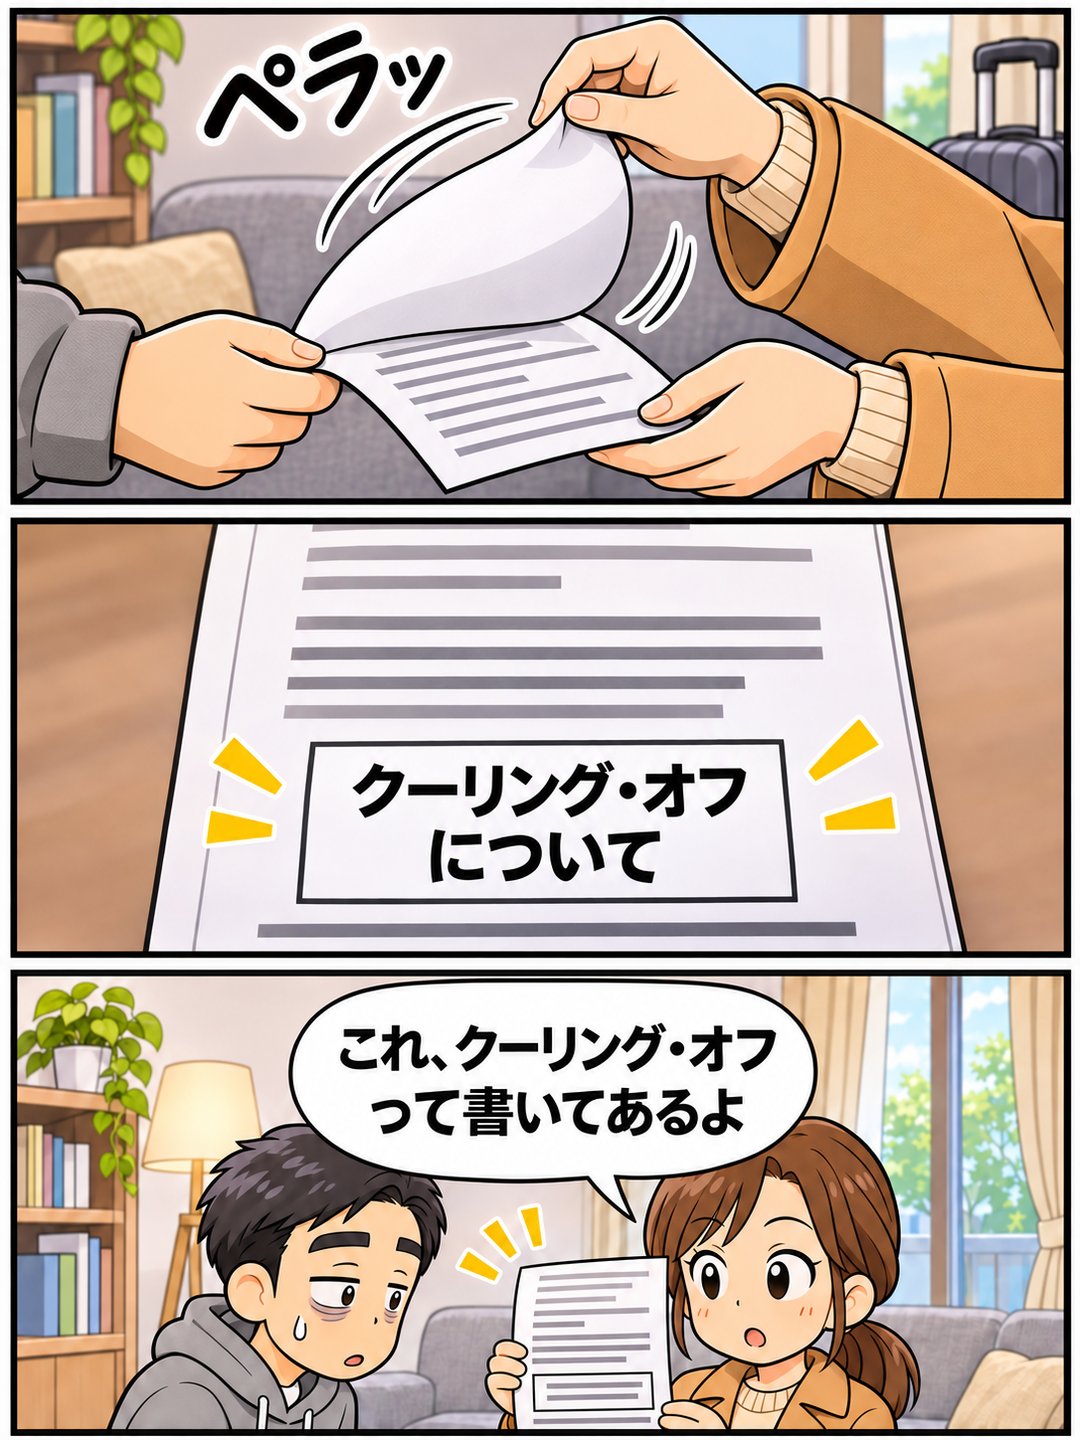 ペラッ
クーリング・オフ
について
これ、クーリング・オフ
って書いてあるよ